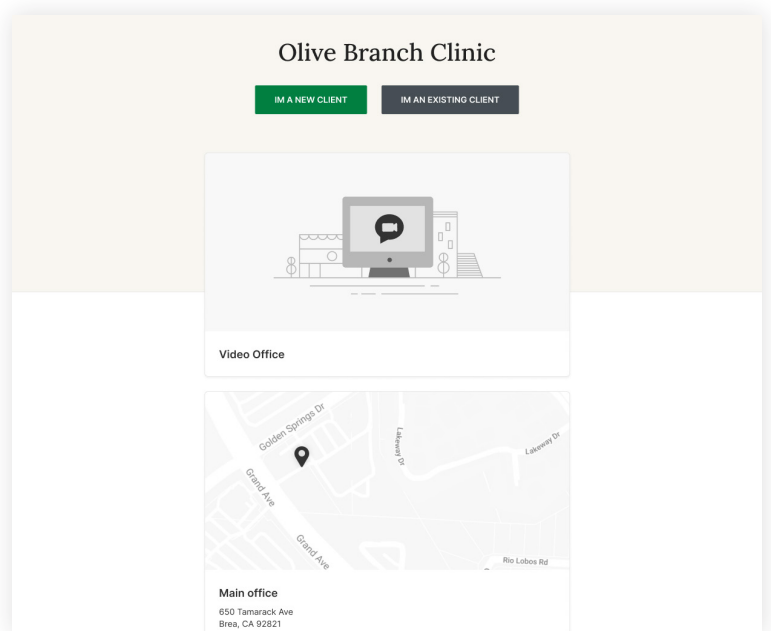 Olive Branch Clinic
IM A NEW CLIENT
IM AN EXISTING CLIENT
Video Office
Golden Springs Dr
Lakeway Dr
Lakeway Dr
Grand Ave
Grand Ave
Rio Lobos Rd
Main office
650 Tamarack Ave
Brea, CA 92821